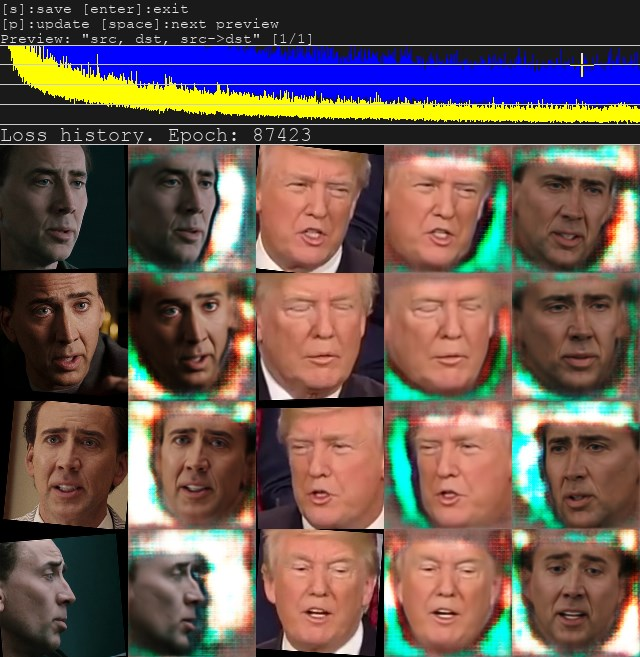 [s]:save [enter]:exit
[p]:update [space]:next preview
Preview: "src, dst, src->dst" [1/1]
Loss history. Epoch: 87423